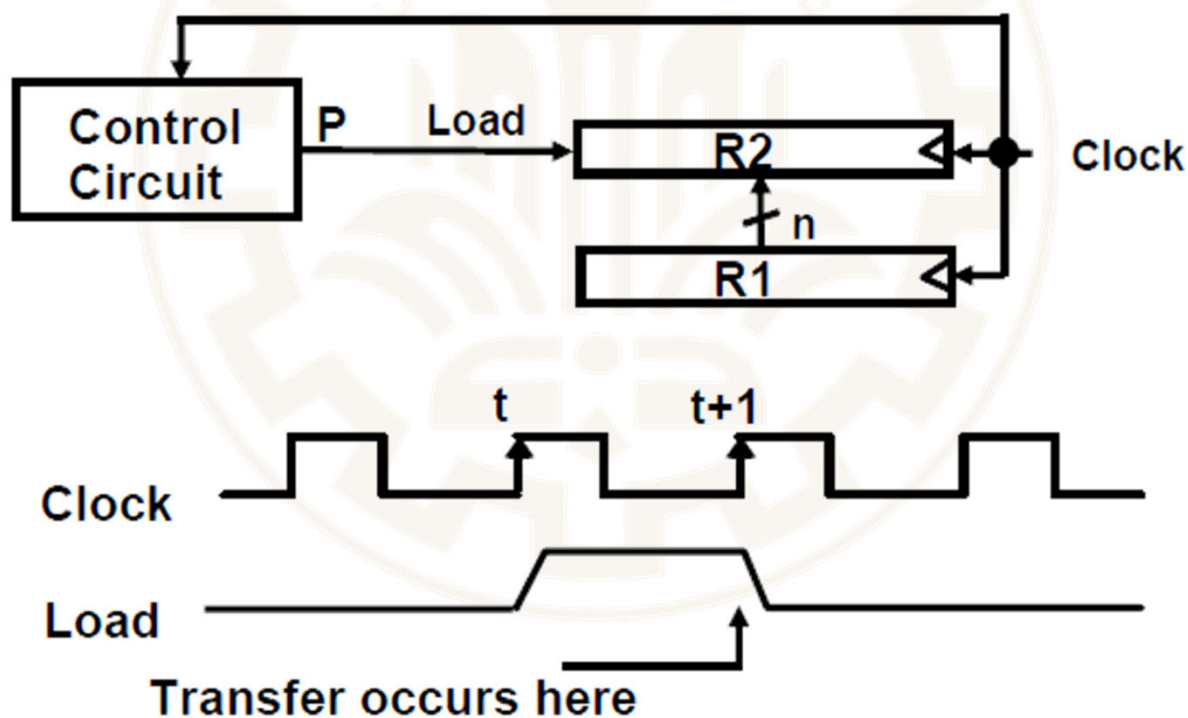 Control
Circuit
P
Load
R2
Clock
n
R1
t
t+1
Clock
Load
Transfer occurs here